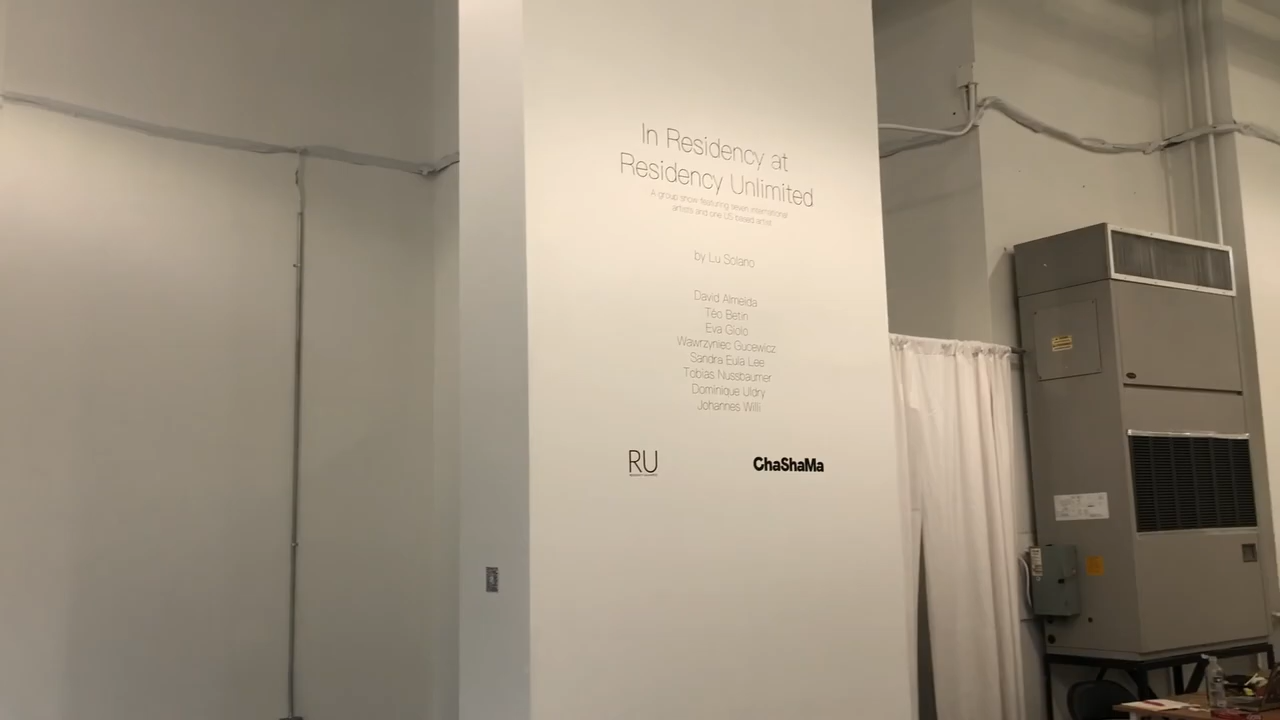 In Residency at
Residency Unlimited
A group show featuring seven international
artists and one US based artist
by Lu Solano
David Almeida
Téo Betin
Eva Giolo
Wawrzyniec Gucewicz
Sandra Eula Lee
Tobias Nussbaumer
Dominique Uldry
Johannes Willi
RU
ChaShaMa